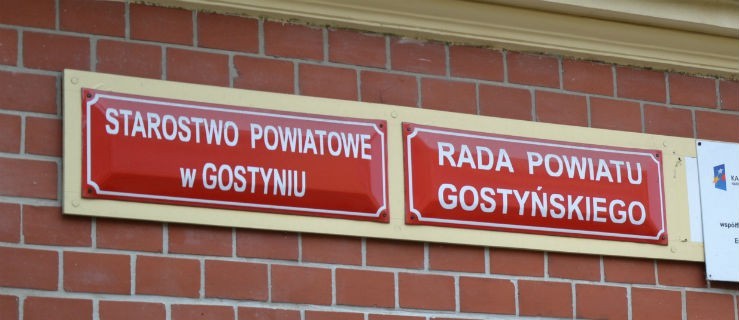 STAROSTWO POWIATOWE
w GOSTYNIU
RADA POWIATU
GOSTYŃSKIEGO